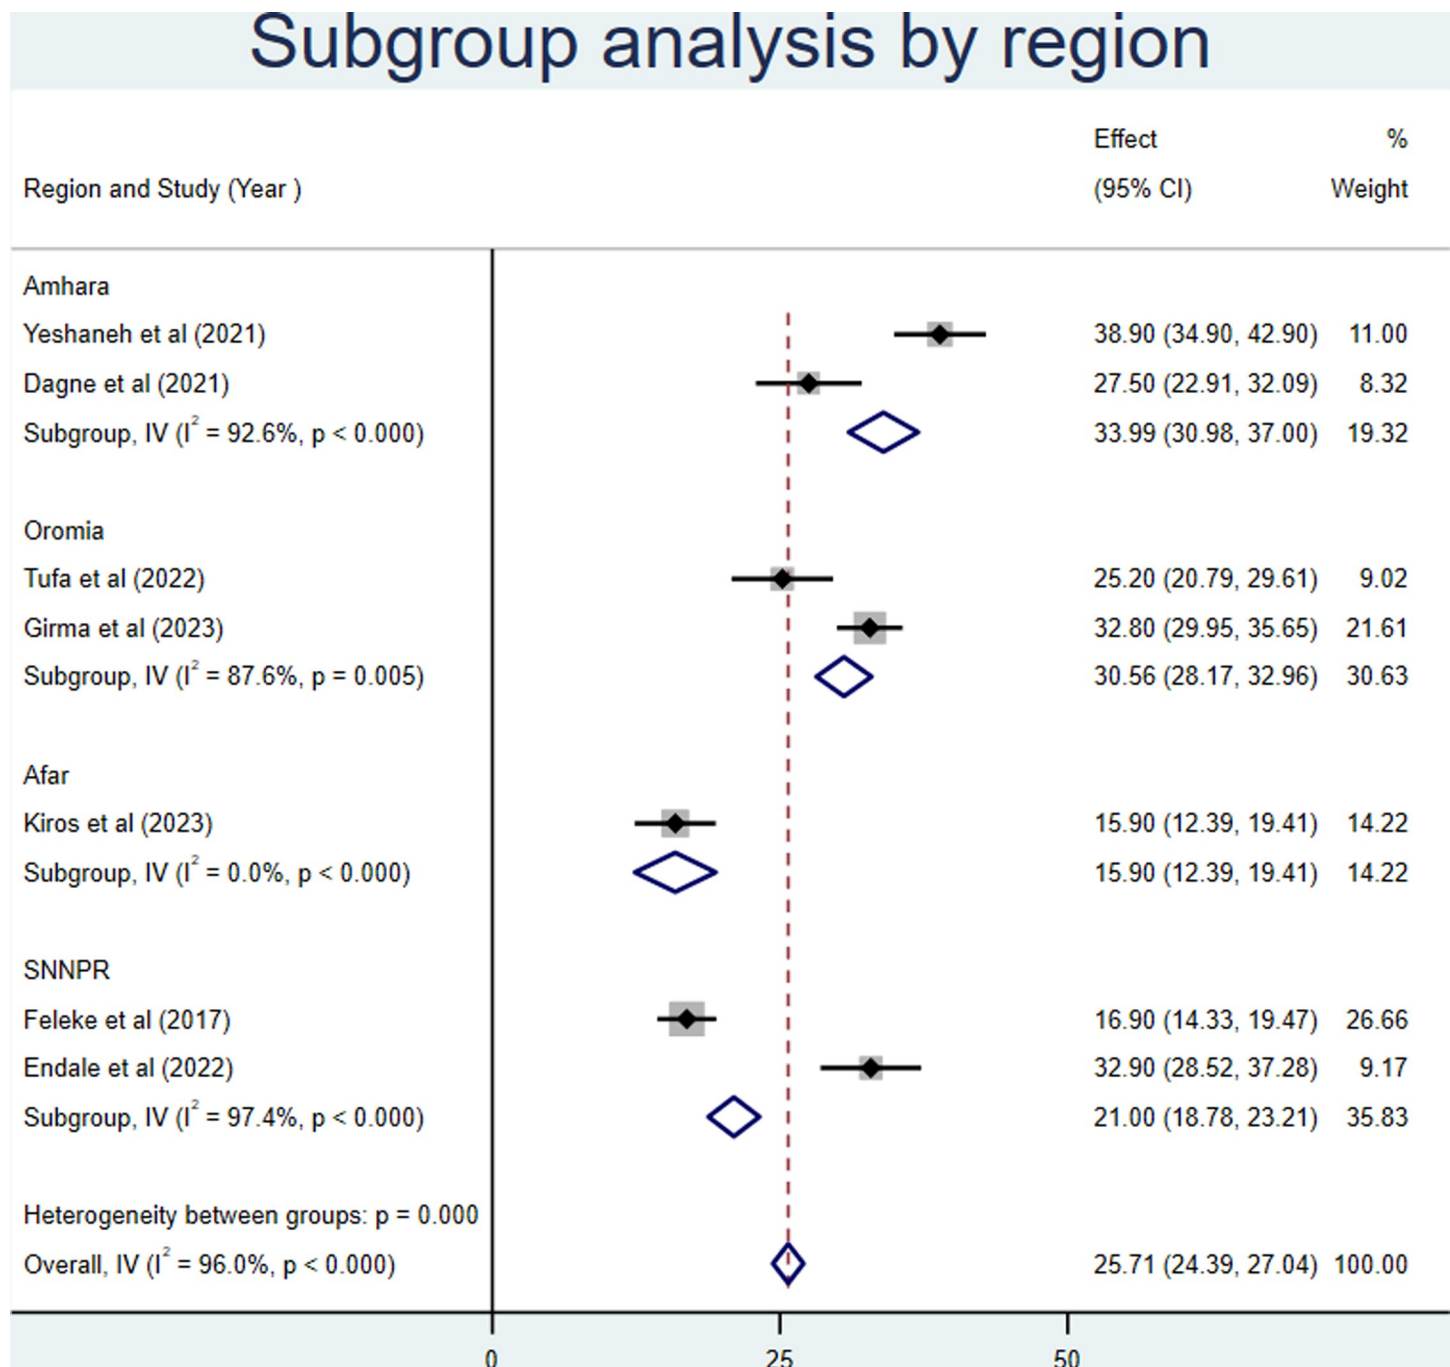 Subgroup analysis by region
Effect %
Region and Study (Year ) (95% CI) Weight
Amhara
Yeshaneh et al (2021) 38.90 (34.90, 42.90) 11.00
Dagne et al (2021) 27.50 (22.91, 32.09) 8.32
Subgroup, IV (I² = 92.6%, p < 0.000) 33.99 (30.98, 37.00) 19.32
Oromia
Tufa et al (2022) 25.20 (20.79, 29.61) 9.02
Girma et al (2023) 32.80 (29.95, 35.65) 21.61
Subgroup, IV (I² = 87.6%, p = 0.005) 30.56 (28.17, 32.96) 30.63
Afar
Kiros et al (2023) 15.90 (12.39, 19.41) 14.22
Subgroup, IV (I² = 0.0%, p < 0.000) 15.90 (12.39, 19.41) 14.22
SNNPR
Feleke et al (2017) 16.90 (14.33, 19.47) 26.66
Endale et al (2022) 32.90 (28.52, 37.28) 9.17
Subgroup, IV (I² = 97.4%, p < 0.000) 21.00 (18.78, 23.21) 35.83
Heterogeneity between groups: p = 0.000
Overall, IV (I² = 96.0%, p < 0.000) 25.71 (24.39, 27.04) 100.00
0 25 50